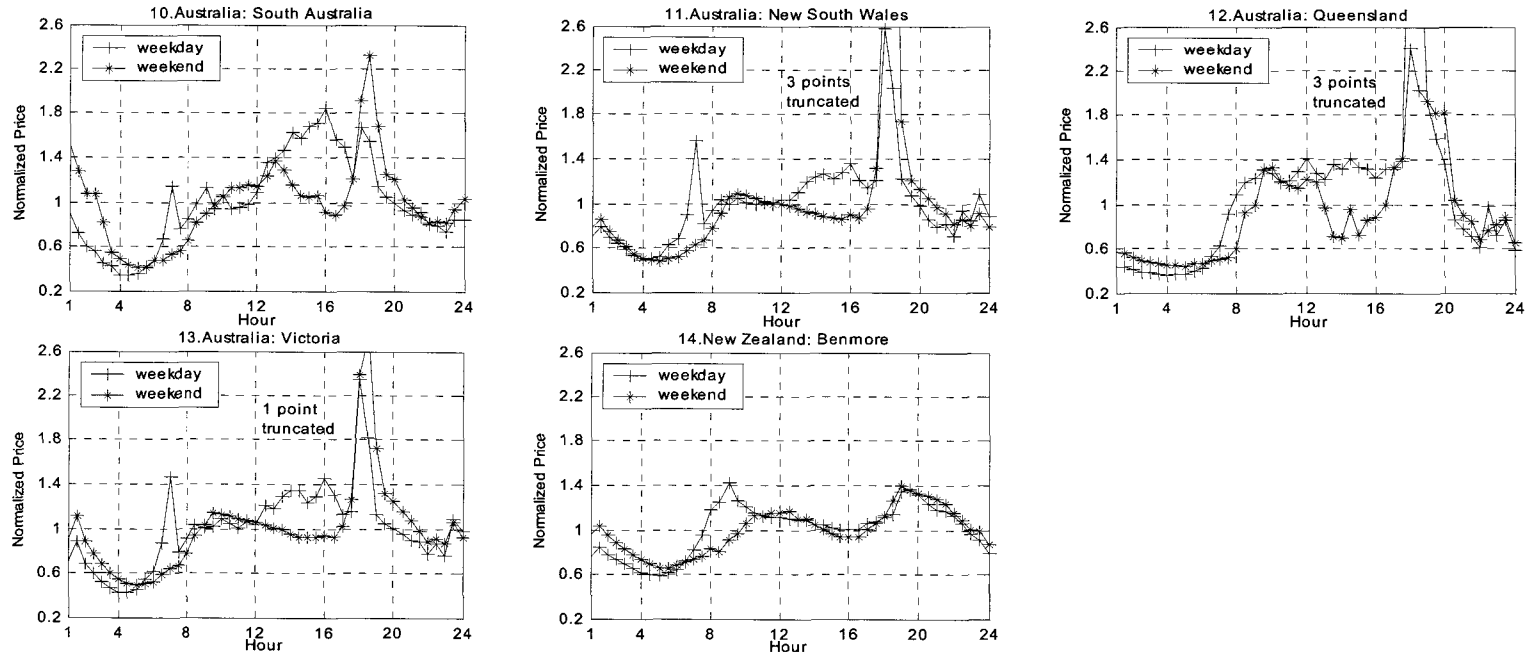 10.Australia: South Australia
Normalized Price
2.6
2.2
1.8
1.4
1
0.6
0.2
weekday
weekend
1 4 8 12 16 20 24
Hour
11.Australia: New South Wales
Normalized Price
2.6
2.2
1.8
1.4
1
0.6
0.2
weekday
weekend
3 points
truncated
1 4 8 12 16 20 24
Hour
12.Australia: Queensland
Normalized Price
2.6
2.2
1.8
1.4
1
0.6
0.2
weekday
weekend
3 points
truncated
1 4 8 12 16 20 24
Hour
13.Australia: Victoria
Normalized Price
2.6
2.2
1.8
1.4
1
0.6
0.2
weekday
weekend
1 point
truncated
1 4 8 12 16 20 24
Hour
14.New Zealand: Benmore
Normalized Price
2.6
2.2
1.8
1.4
1
0.6
0.2
weekday
weekend
1 4 8 12 16 20 24
Hour